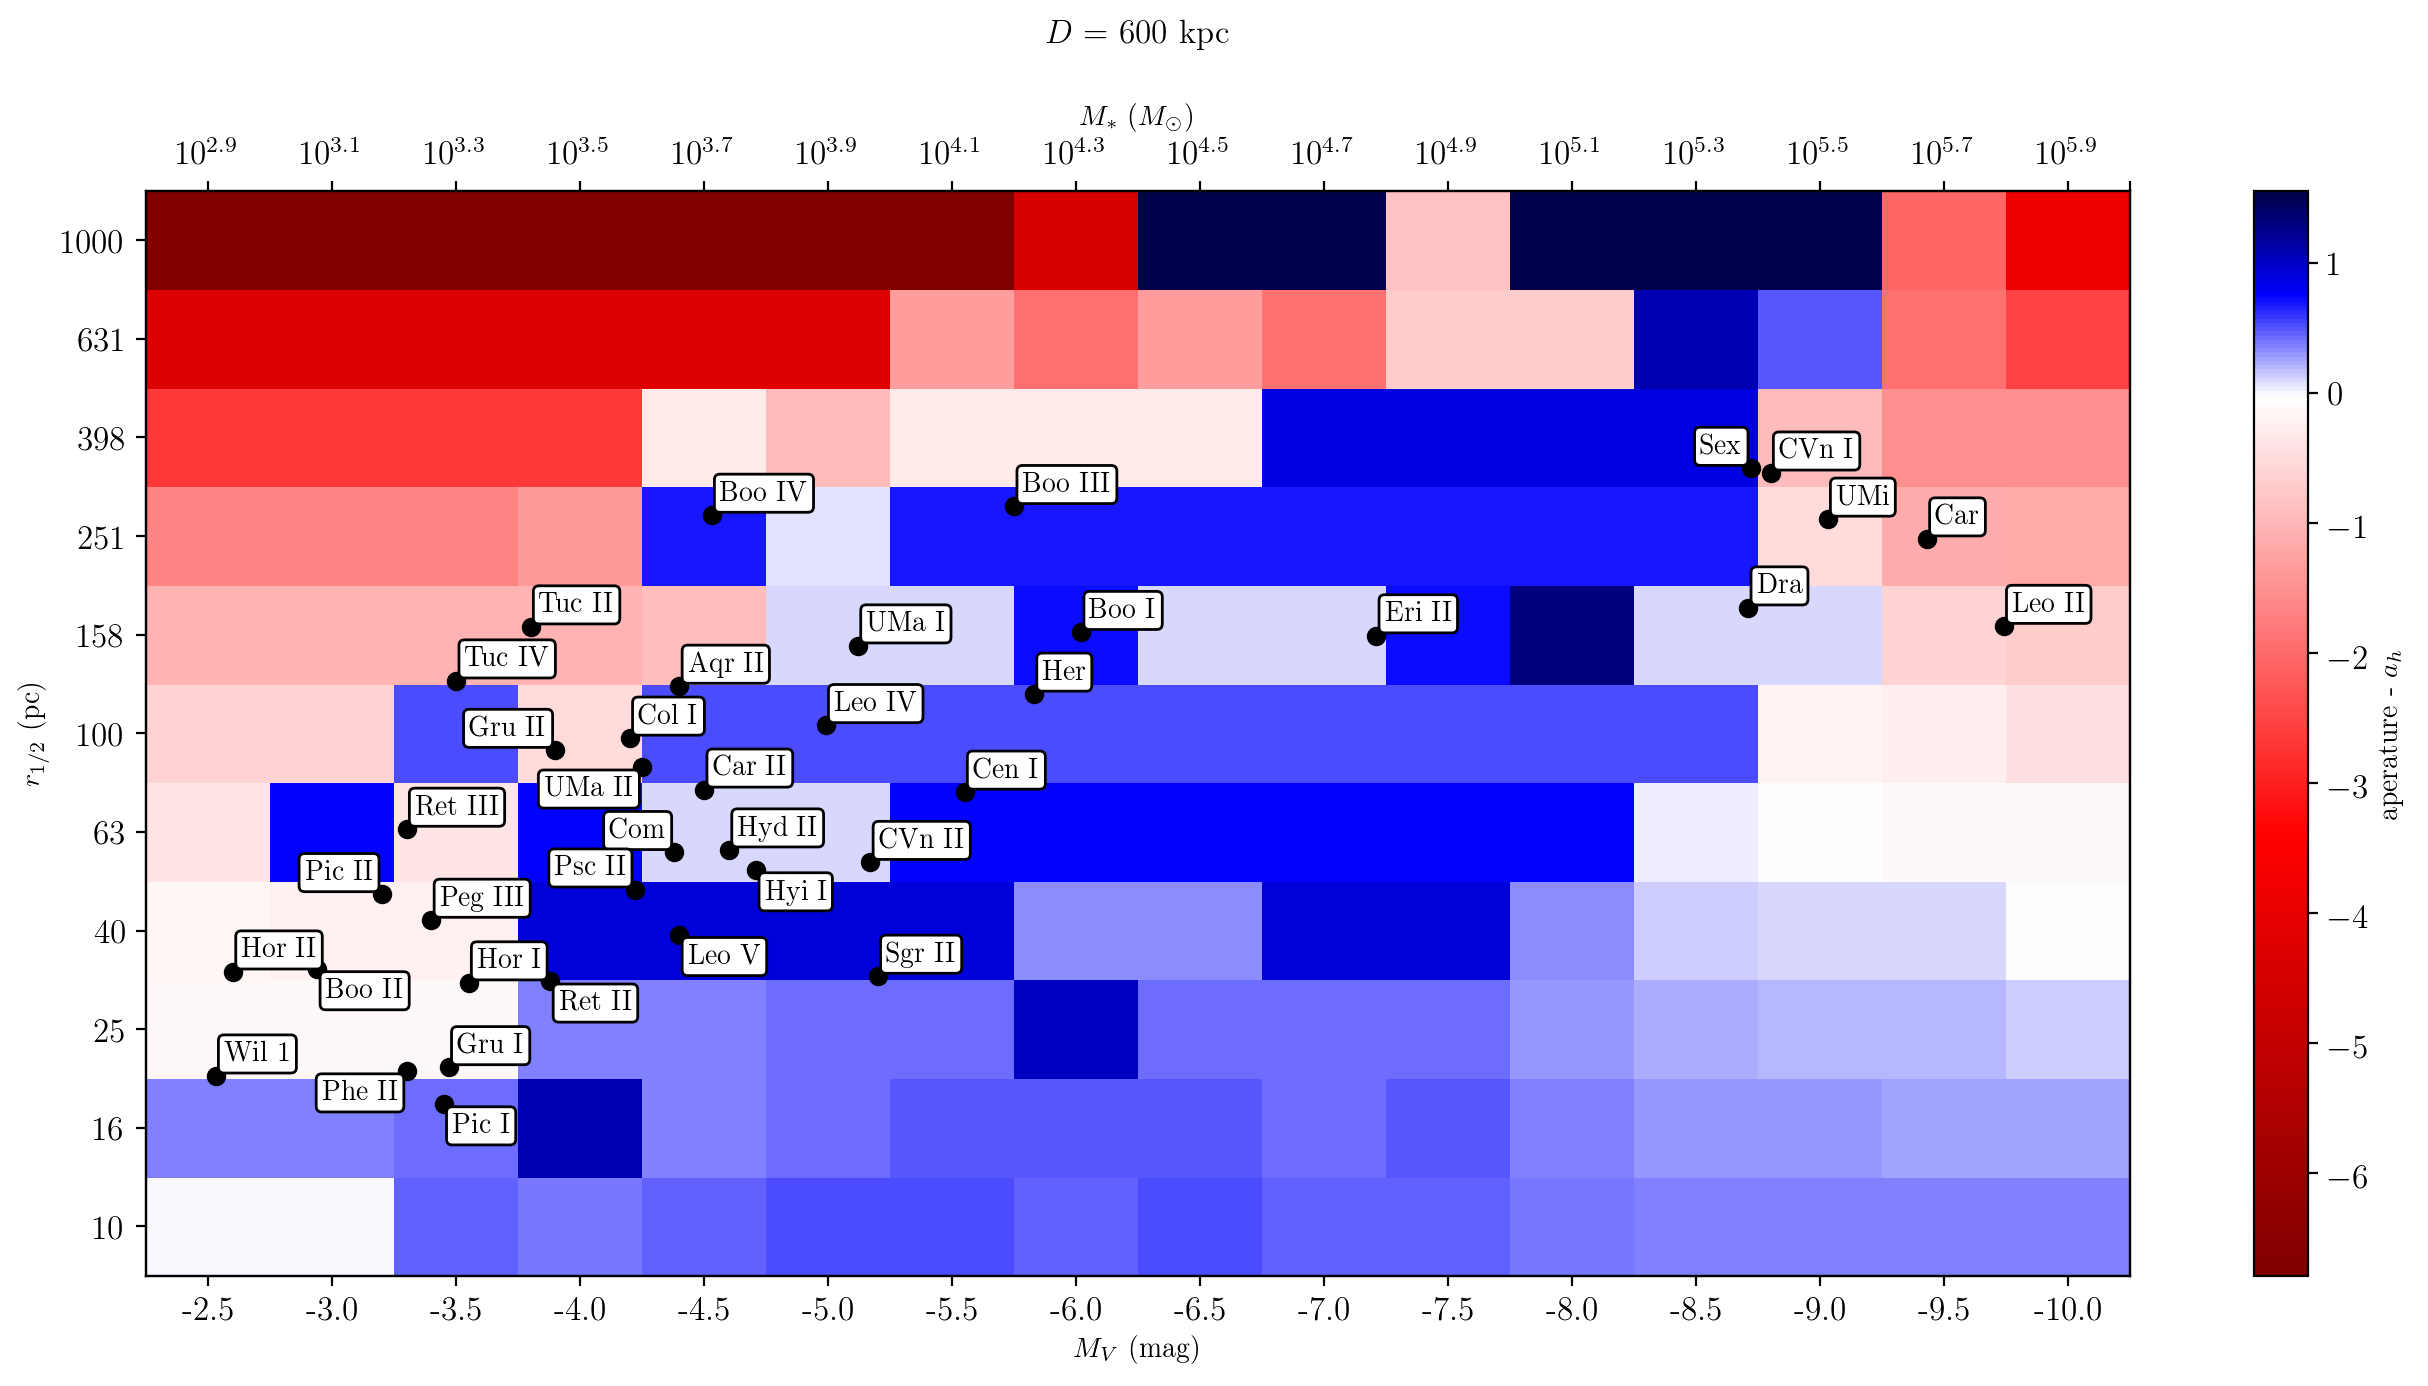 D = 600 kpc
M* (M⊙)
10^2.9 10^3.1 10^3.3 10^3.5 10^3.7 10^3.9 10^4.1 10^4.3 10^4.5 10^4.7 10^4.9 10^5.1 10^5.3 10^5.5 10^5.7 10^5.9
1000
631
398
251
158
100
63
40
25
16
10
r1/2 (pc)
Sex
CVn I
Boo IV
Boo III
UMi
Car
Tuc II
Dra
Leo II
UMa I
Boo I
Eri II
Tuc IV
Aqr II
Her
Leo IV
Gru II
Col I
UMa II
Car II
Cen I
Ret III
Com
Hyd II
CVn II
Pic II
Psc II
Hyi I
Peg III
Hor II
Boo II
Hor I
Ret II
Leo V
Sgr II
Wil 1
Gru I
Phe II
Pic I
-2.5 -3.0 -3.5 -4.0 -4.5 -5.0 -5.5 -6.0 -6.5 -7.0 -7.5 -8.0 -8.5 -9.0 -9.5 -10.0
MV (mag)
1
0
−1
−2
−3
−4
−5
−6
aperature - ah